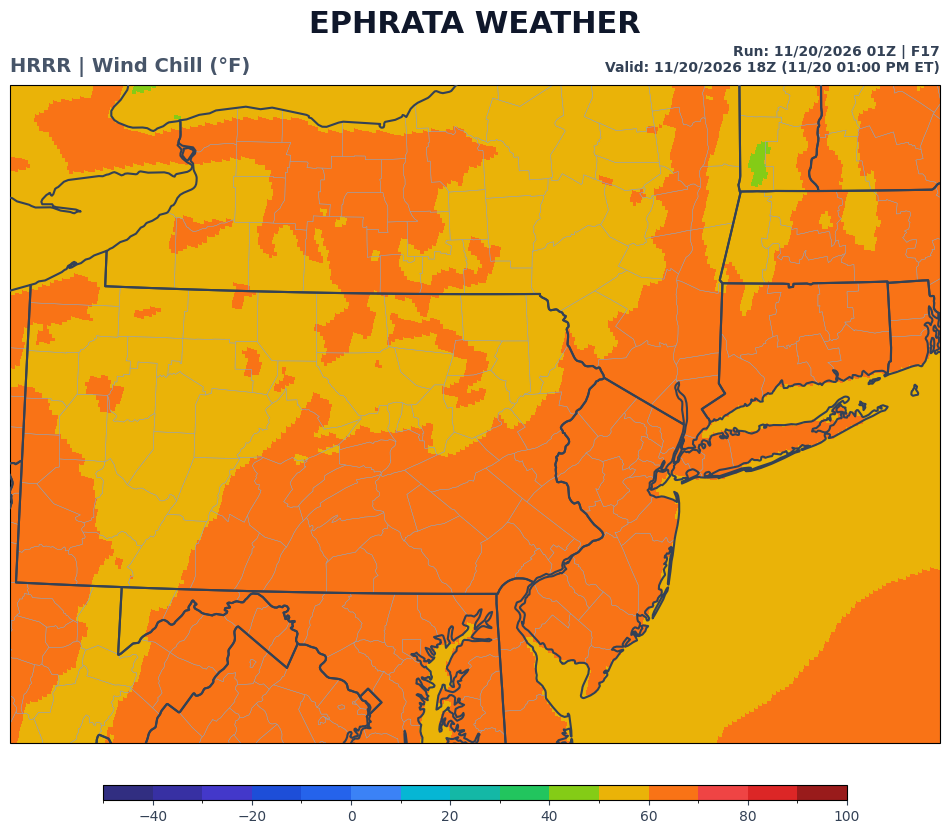 EPHRATA WEATHER
HRRR | Wind Chill (°F)
Run: 11/20/2026 01Z | F17
Valid: 11/20/2026 18Z (11/20 01:00 PM ET)
−40 −20 0 20 40 60 80 100